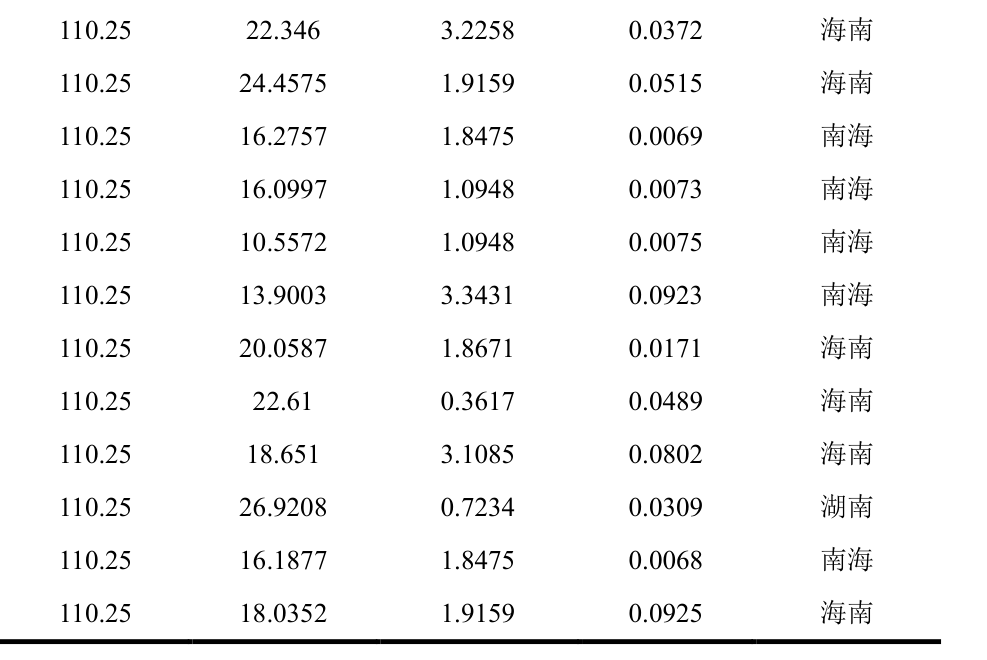 110.25 22.346 3.2258 0.0372 海南
110.25 24.4575 1.9159 0.0515 海南
110.25 16.2757 1.8475 0.0069 南海
110.25 16.0997 1.0948 0.0073 南海
110.25 10.5572 1.0948 0.0075 南海
110.25 13.9003 3.3431 0.0923 南海
110.25 20.0587 1.8671 0.0171 海南
110.25 22.61 0.3617 0.0489 海南
110.25 18.651 3.1085 0.0802 海南
110.25 26.9208 0.7234 0.0309 湖南
110.25 16.1877 1.8475 0.0068 南海
110.25 18.0352 1.9159 0.0925 海南